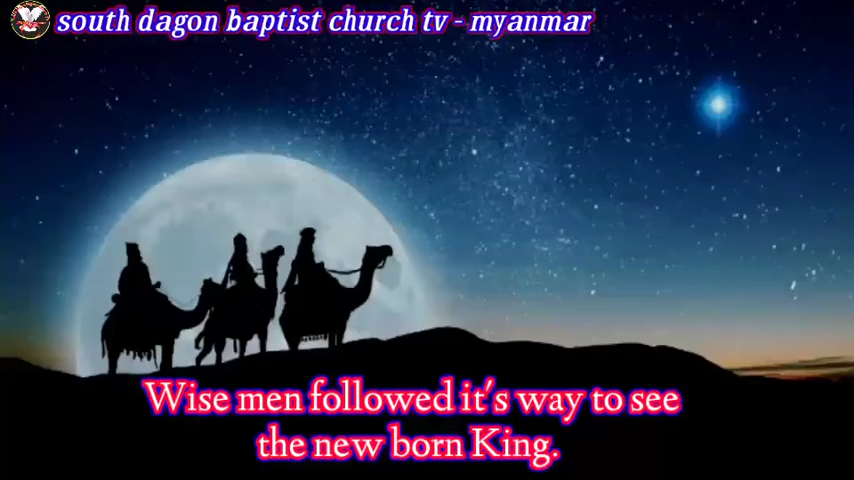 south dagon baptist church tv - myanmar
Wise men followed it's way to see
the new born King.